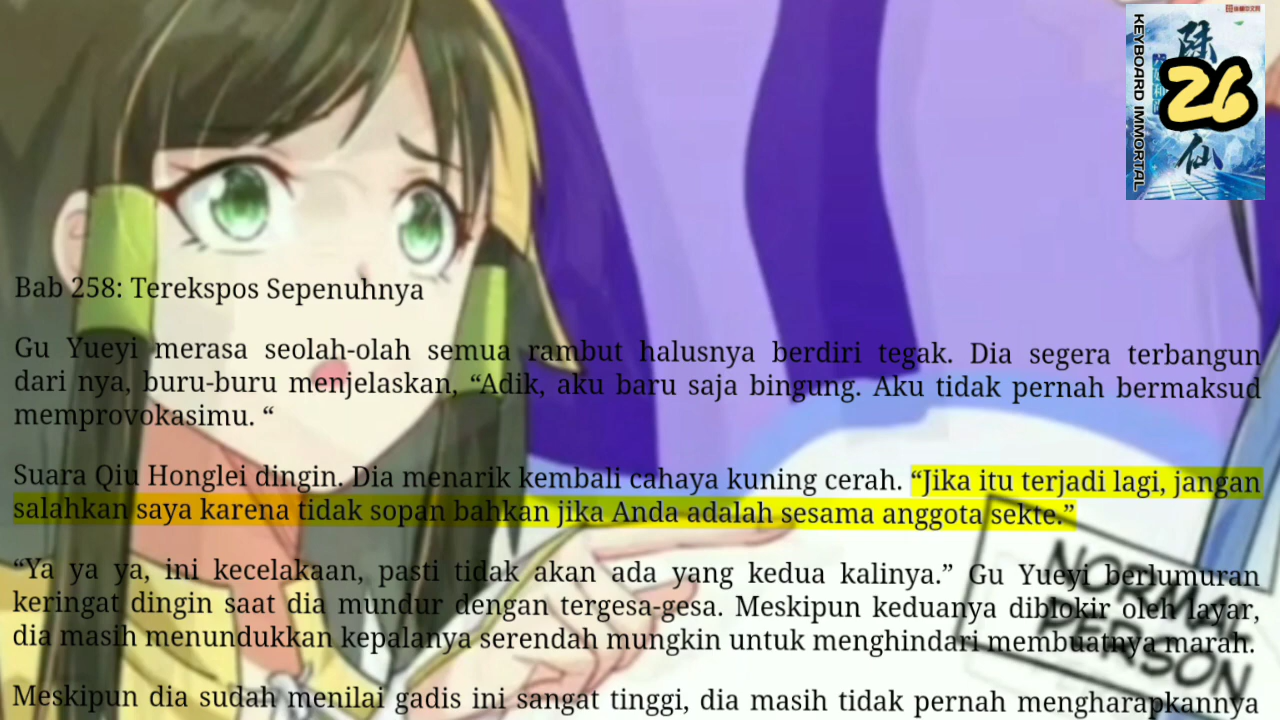 陸
仙
KEYBOARD IMMORTAL
26
Bab 258: Terekspos Sepenuhnya
Gu Yueyi merasa seolah-olah semua rambut halusnya berdiri tegak. Dia segera terbangun
dari nya, buru-buru menjelaskan, “Adik, aku baru saja bingung. Aku tidak pernah bermaksud
memprovokasimu. “
Suara Qiu Honglei dingin. Dia menarik kembali cahaya kuning cerah. “Jika itu terjadi lagi, jangan
salahkan saya karena tidak sopan bahkan jika Anda adalah sesama anggota sekte.”
“Ya ya ya, ini kecelakaan, pasti tidak akan ada yang kedua kalinya.” Gu Yueyi berlumuran
keringat dingin saat dia mundur dengan tergesa-gesa. Meskipun keduanya diblokir oleh layar,
dia masih menundukkan kepalanya serendah mungkin untuk menghindari membuatnya marah.
Meskipun dia sudah menilai gadis ini sangat tinggi, dia masih tidak pernah mengharapkannya
NORMAL
PERSON